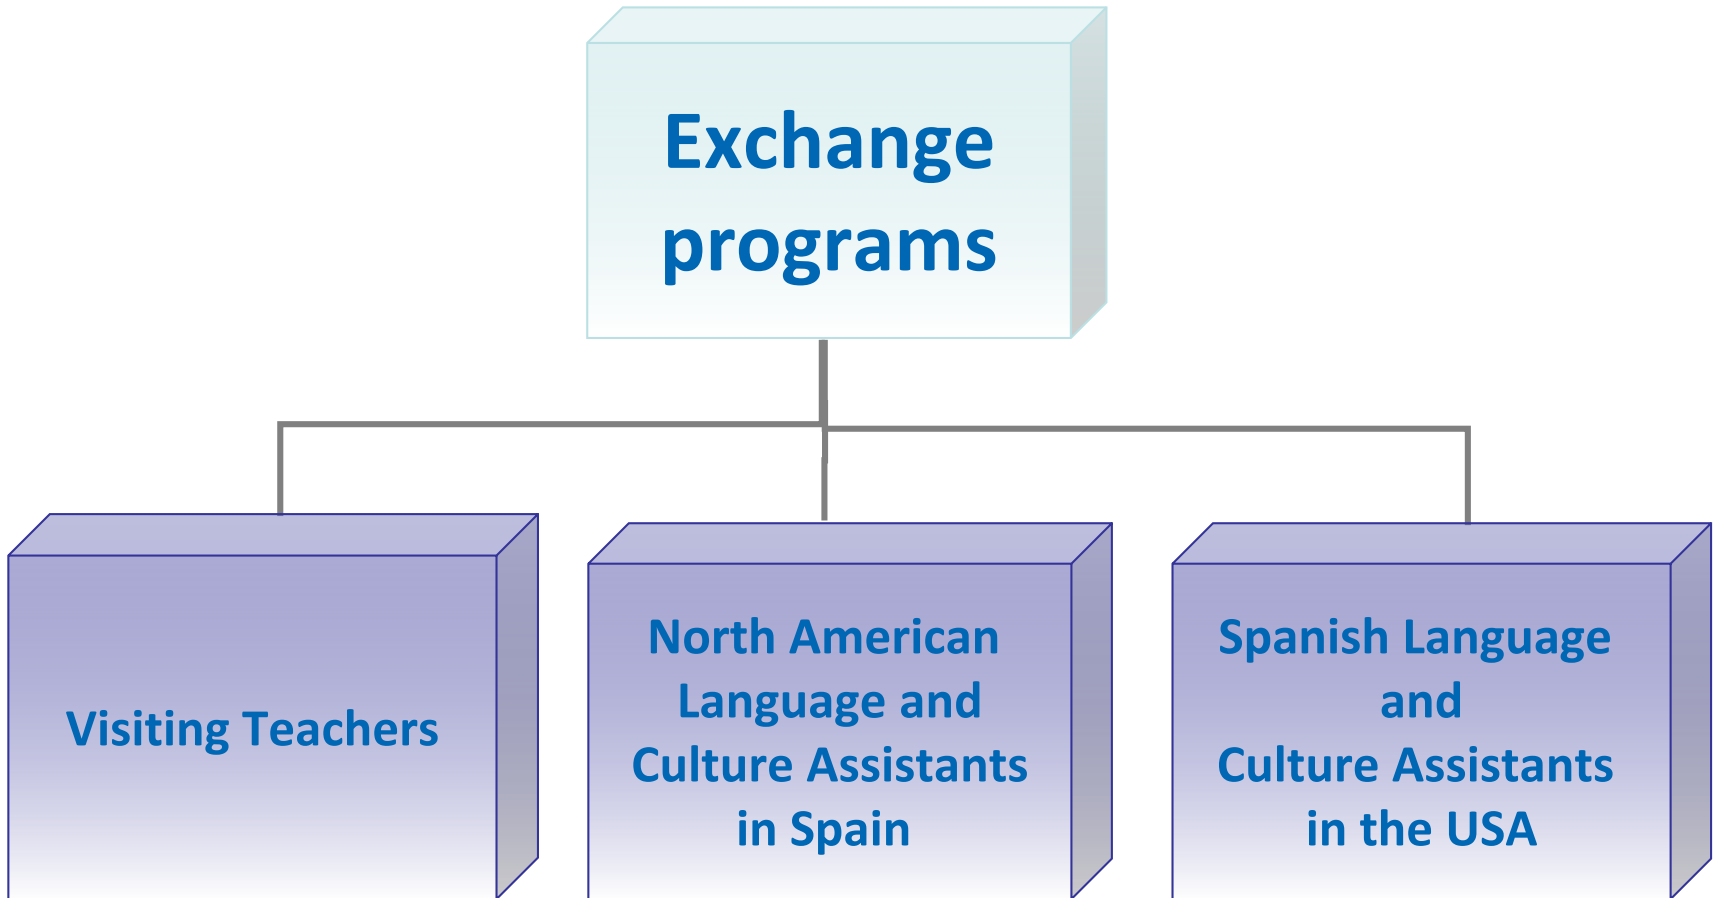 Exchange
programs
Visiting Teachers
North American
Language and
Culture Assistants
in Spain
Spanish Language
and
Culture Assistants
in the USA